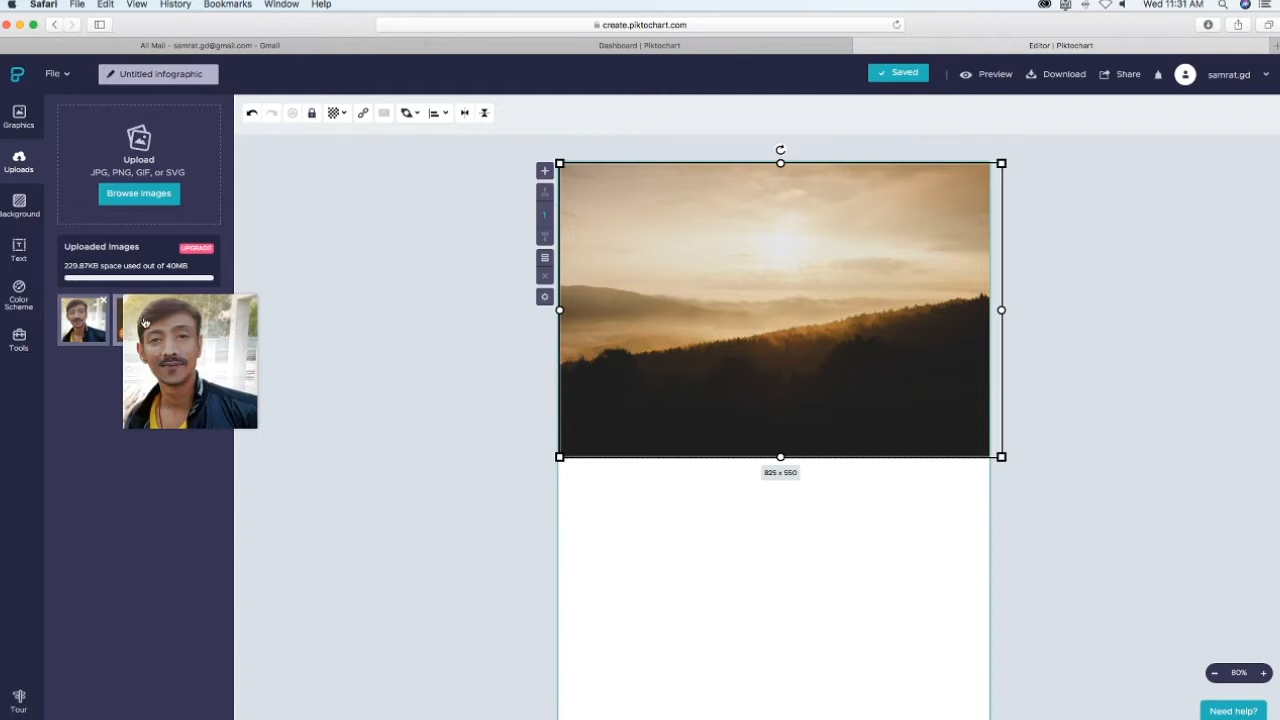 Safari File Edit View History Bookmarks Window Help Wed 11:31 AM
create.piktochart.com
All Mail - samrat.gd@gmail.com - Gmail Dashboard | Piktochart Editor | Piktochart
File Untitled infographic Saved Preview Download Share samrat.gd
Graphics
Uploads
Background
Text
Color Scheme
Tools
Tour
Upload
JPG, PNG, GIF, or SVG
Browse Images
Uploaded Images UPGRADE
229.87KB space used out of 40MB
1
825 x 550
80%
Need help?